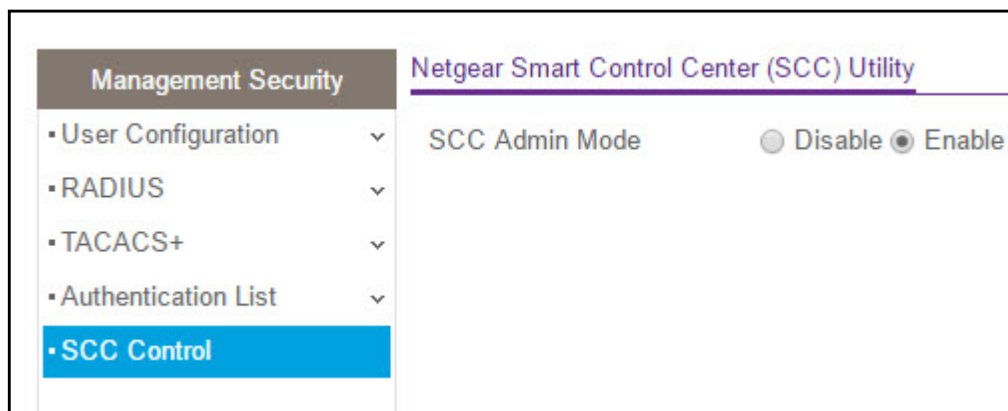 Management Security
User Configuration
RADIUS
TACACS+
Authentication List
SCC Control
Netgear Smart Control Center (SCC) Utility
SCC Admin Mode Disable Enable